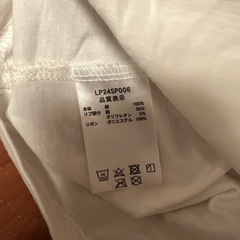 LP24SP006
品質表示
本体 綿 100%
リブ部分 綿 95%
ポリウレタン 5%
リボン ポリエステル 100%